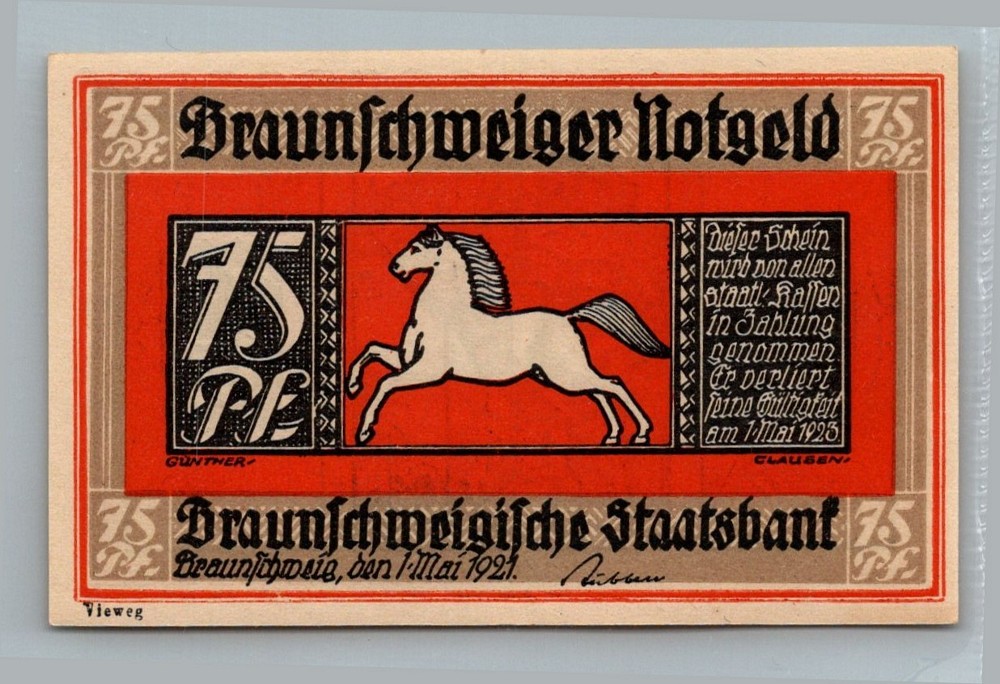 75 Pf. Braunschweiger Notgeld 75 Pf.
75
Pf.
Dieser Schein
wird von allen
staatl. Kassen
in Zahlung
genommen
Er verliert
seine Gültigkeit
am 1. Mai 1923
GÜNTHER
CLAUSEN
75 Pf. Braunschweigische Staatsbank 75 Pf.
Braunschweig, den 1. Mai 1921.
Vieweg